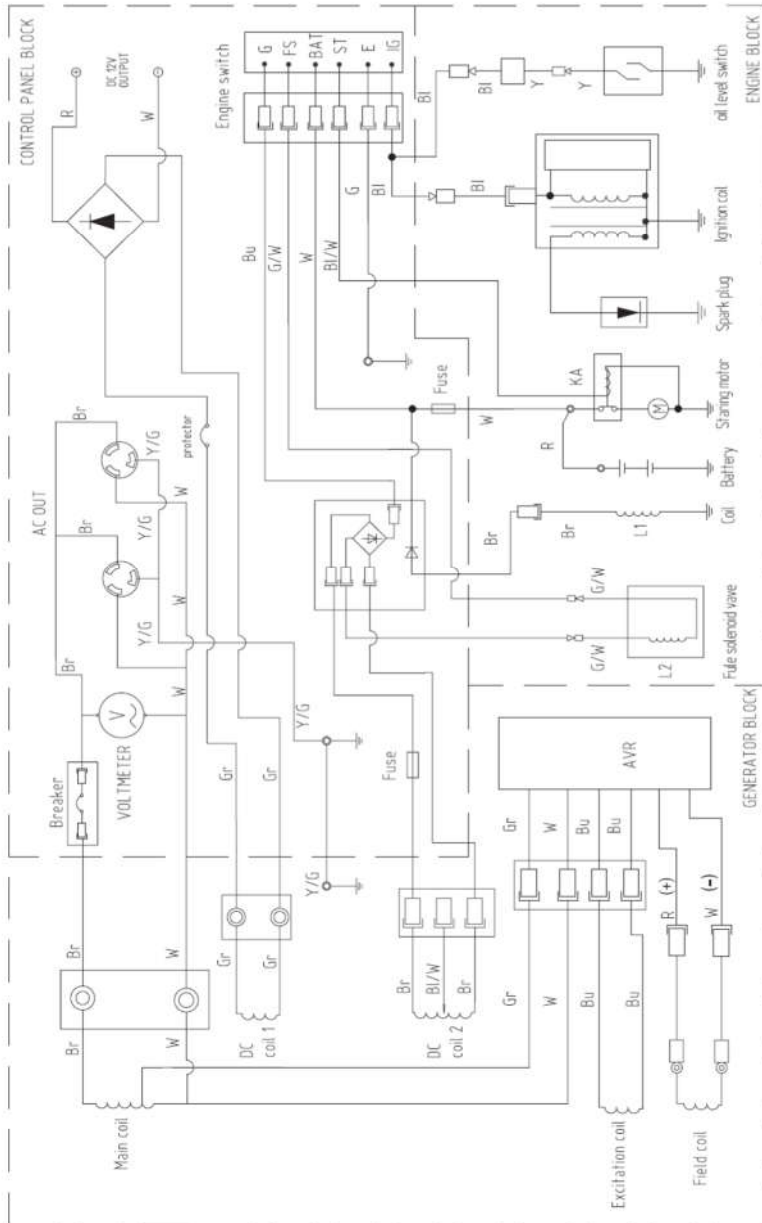 CONTROL PANEL BLOCK
R
DC 12V
OUTPUT
W
Engine switch
G
FS
BAT
ST
E
IG
Bu
G/W
W
Bl/W
G
Bl
ENGINE BLOCK
Bl
Bl
Y
Y
oil level switch
Bl
Ignition coil
Spark plug
KA
M
Staring motor
Fuse
W
R
Battery
Br
Br
L1
Coil
G/W
G/W
L2
Fule solenoid vave
AC OUT
Br
Br
Br
Y/G
Y/G
Y/G
W
W
W
protector
Breaker
V
VOLTMETER
Gr
Gr
Y/G
Y/G
Fuse
Br
W
Br
W
Main coil
Gr
Gr
DC
coil 1
Br
Bl/W
Br
DC
coil 2
GENERATOR BLOCK
AVR
Gr
W
Bu
Bu
R (+)
W (-)
Gr
W
Bu
Bu
Excitation coil
Field coil